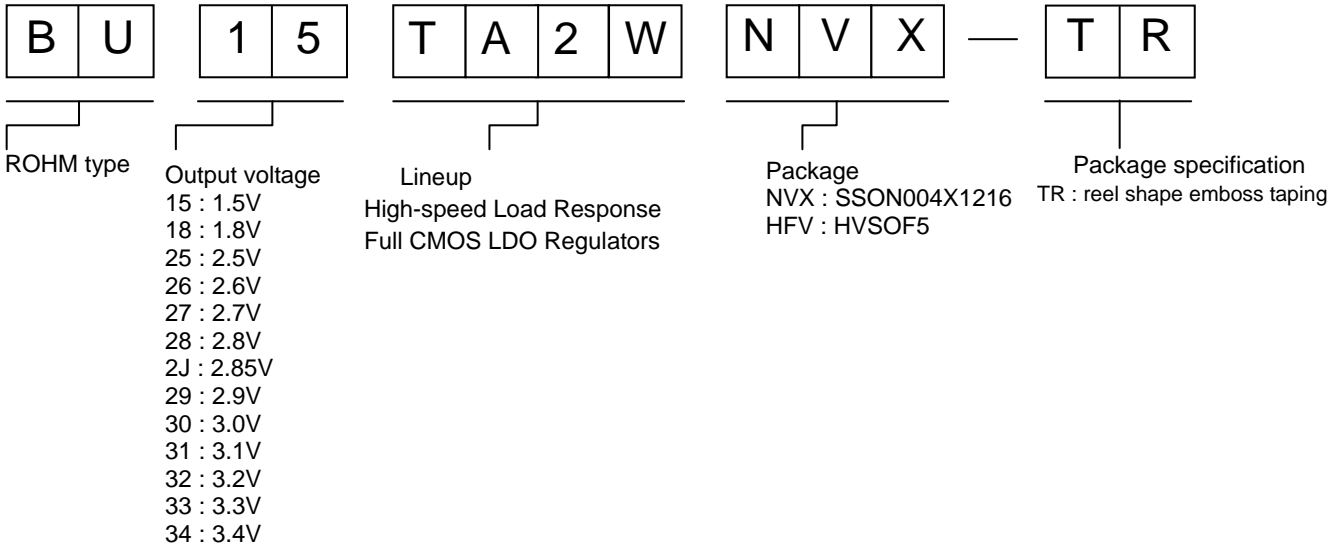 B U 1 5 T A 2 W N V X — T R
ROHM type
Output voltage
15 : 1.5V
18 : 1.8V
25 : 2.5V
26 : 2.6V
27 : 2.7V
28 : 2.8V
2J : 2.85V
29 : 2.9V
30 : 3.0V
31 : 3.1V
32 : 3.2V
33 : 3.3V
34 : 3.4V
Lineup
High-speed Load Response
Full CMOS LDO Regulators
Package
NVX : SSON004X1216
HFV : HVSOF5
Package specification
TR : reel shape emboss taping